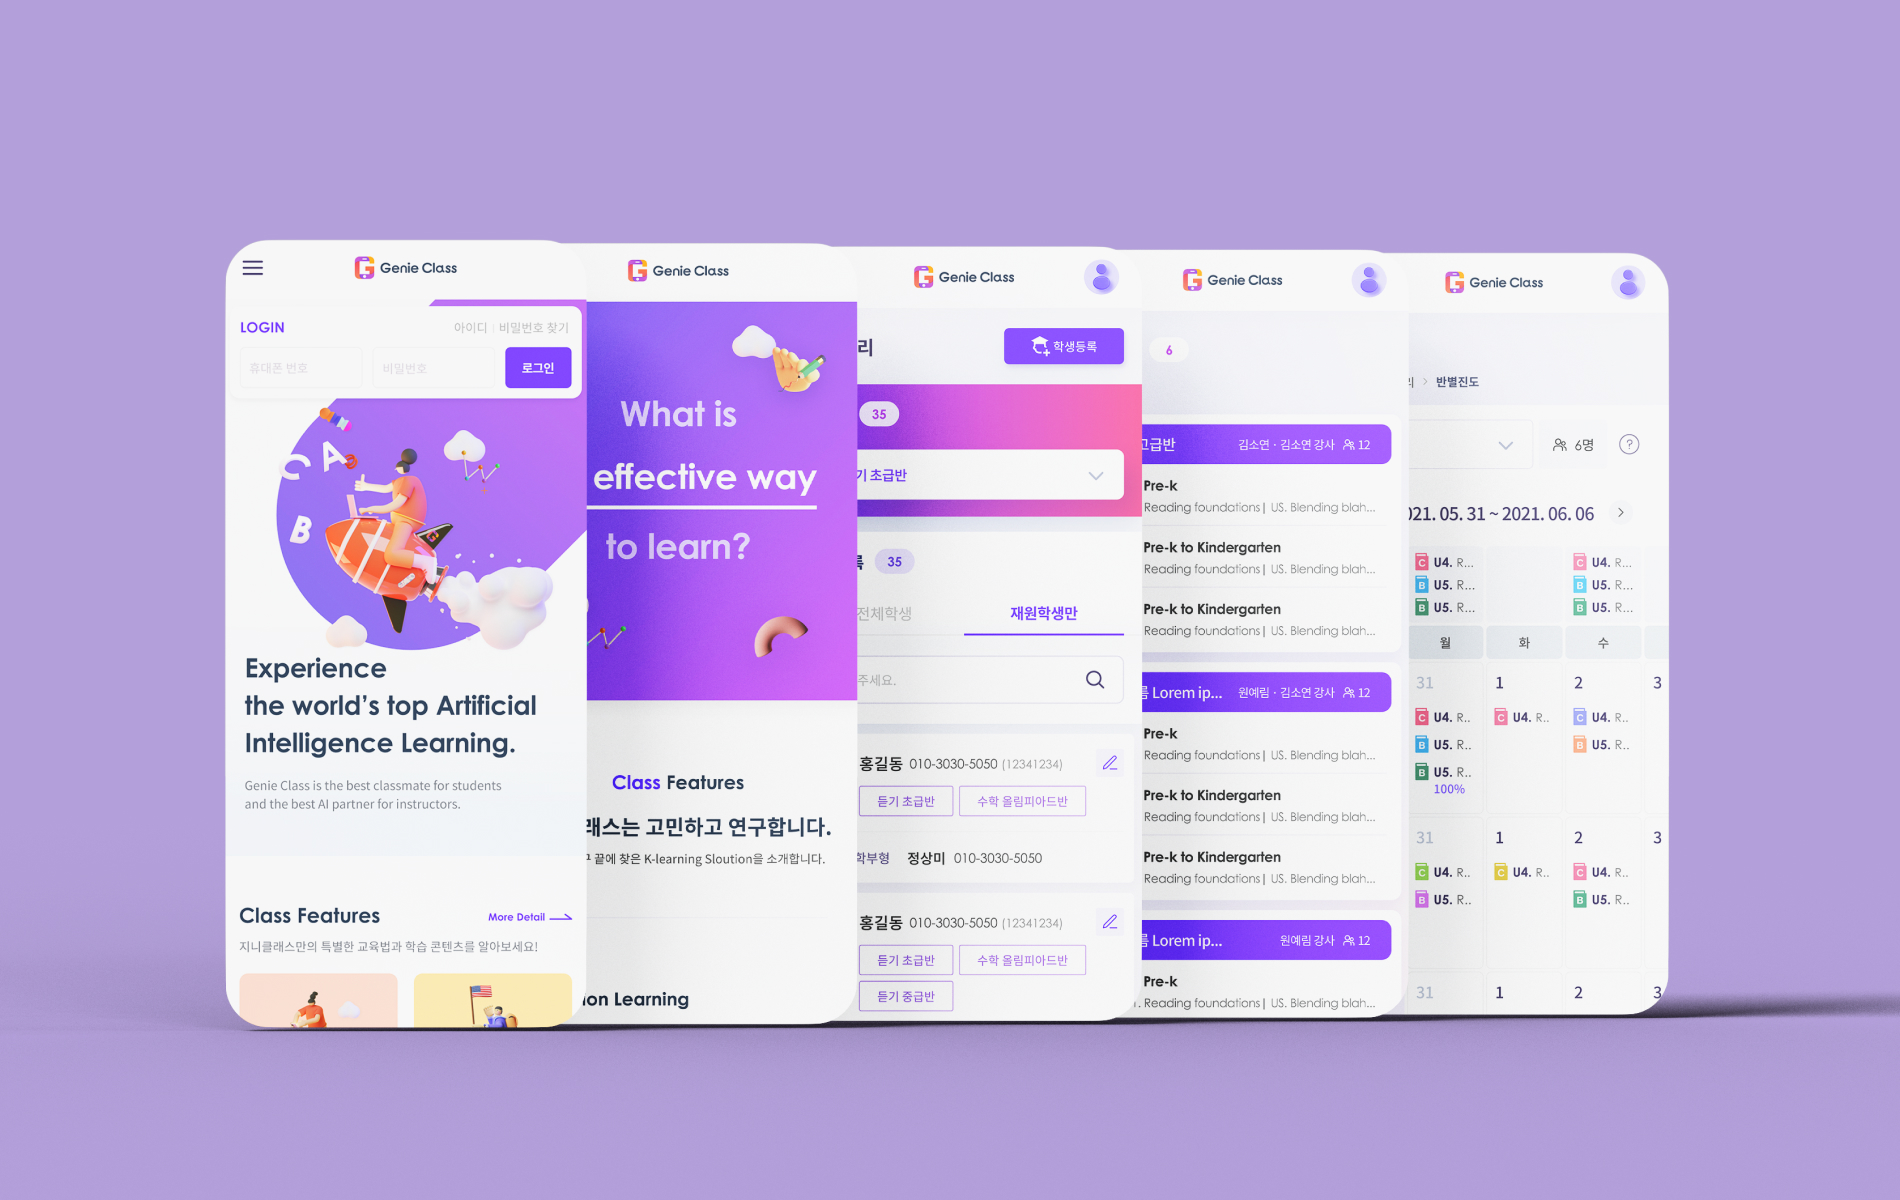 Genie Class
LOGIN
아이디 | 비밀번호 찾기
휴대폰 번호
비밀번호
로그인
C A B
B
Experience
the world's top Artificial
Intelligence Learning.
Genie Class is the best classmate for students
and the best AI partner for instructors.
Class Features
More Detail
지니클래스만의 특별한 교육법과 학습 콘텐츠를 알아보세요!
Genie Class
What is
effective way
to learn?
Class Features
래스는 고민하고 연구합니다.
끝에 찾은 K-learning Sloution을 소개합니다.
ion Learning
Genie Class
리
학생등록
35
기 초급반
록 35
전체학생
재원학생만
주세요.
홍길동 010-3030-5050 (12341234)
듣기 초급반
수학 올림피아드반
학부형 정상미 010-3030-5050
홍길동 010-3030-5050 (12341234)
듣기 초급반
수학 올림피아드반
듣기 중급반
Genie Class
6
고급반 김소연 · 김소연 강사 12
Pre-k
Reading foundations | US. Blending blah...
Pre-k to Kindergarten
Reading foundations | US. Blending blah...
Pre-k to Kindergarten
Reading foundations | US. Blending blah...
름 Lorem ip... 원예림 · 김소연 강사 12
Pre-k
Reading foundations | US. Blending blah...
Pre-k to Kindergarten
Reading foundations | US. Blending blah...
Pre-k to Kindergarten
Reading foundations | US. Blending blah...
름 Lorem ip... 원예림 강사 12
Pre-k
Reading foundations | US. Blending blah...
Genie Class
리 > 반별진도
6명 ?
021. 05. 31 ~ 2021. 06. 06 >
C U4. R... C U4. R...
B U5. R... B U5. R...
B U5. R... B U5. R...
월 화 수
31 1 2 3
C U4. R.. C U4. R.. C U4. R..
B U5. R.. B U5. R..
B U5. R..
100%
31 1 2 3
C U4. R.. C U4. R.. C U4. R..
B U5. R.. B U5. R..
31 1 2 3